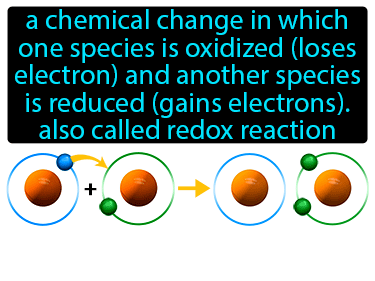 a chemical change in which
one species is oxidized (loses
electron) and another species
is reduced (gains electrons).
also called redox reaction
+